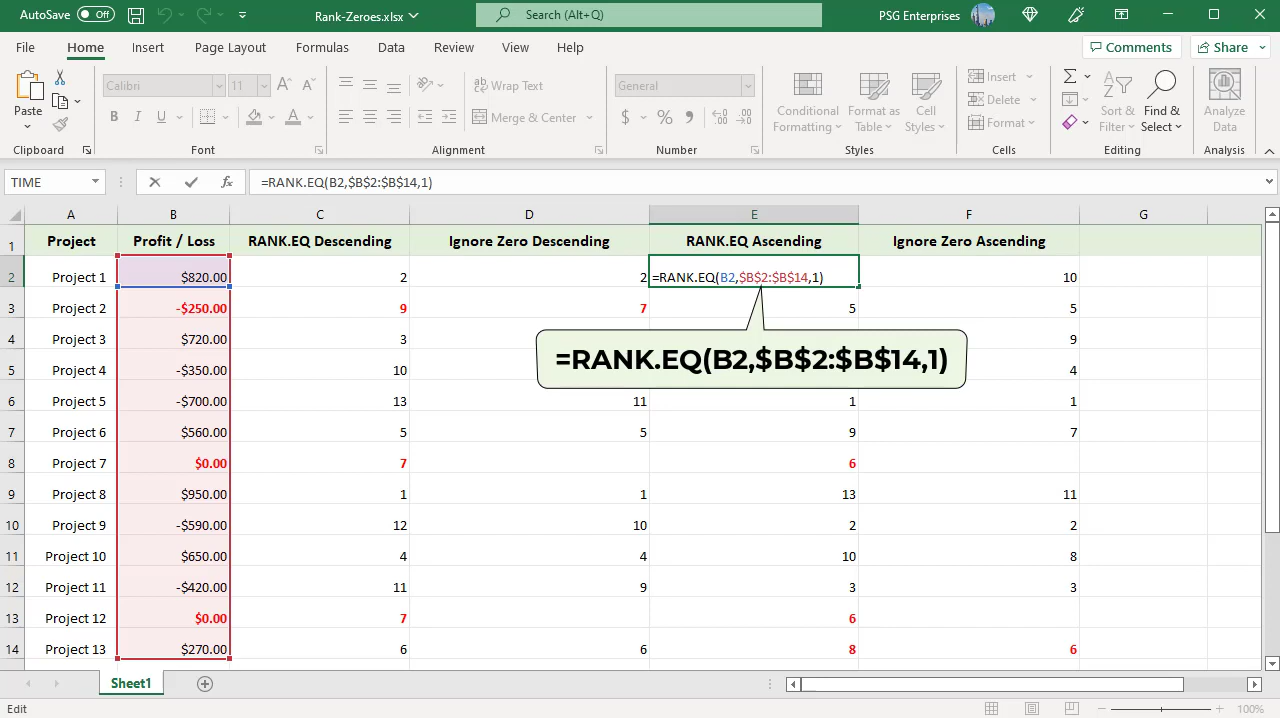 AutoSave Off Rank-Zeroes.xlsx Search (Alt+Q) PSG Enterprises
File Home Insert Page Layout Formulas Data Review View Help Comments Share
Paste Calibri 11 A A B I U A ab Wrap Text Merge & Center General $ % Conditional Formatting Format as Table Cell Styles Insert Delete Format Sort & Filter Find & Select Analyze Data
Clipboard Font Alignment Number Styles Cells Editing Analysis
TIME fx =RANK.EQ(B2,$B$2:$B$14,1)
A B C D E F G
1 Project Profit / Loss RANK.EQ Descending Ignore Zero Descending RANK.EQ Ascending Ignore Zero Ascending
2 Project 1 $820.00 2 2 =RANK.EQ(B2,$B$2:$B$14,1) 10
3 Project 2 -$250.00 9 7 5 5
4 Project 3 $720.00 3 9
=RANK.EQ(B2,$B$2:$B$14,1)
5 Project 4 -$350.00 10 4
6 Project 5 -$700.00 13 11 1 1
7 Project 6 $560.00 5 5 9 7
8 Project 7 $0.00 7 6
9 Project 8 $950.00 1 1 13 11
10 Project 9 -$590.00 12 10 2 2
11 Project 10 $650.00 4 4 10 8
12 Project 11 -$420.00 11 9 3 3
13 Project 12 $0.00 7 6
14 Project 13 $270.00 6 6 8 6
Sheet1
Edit 100%